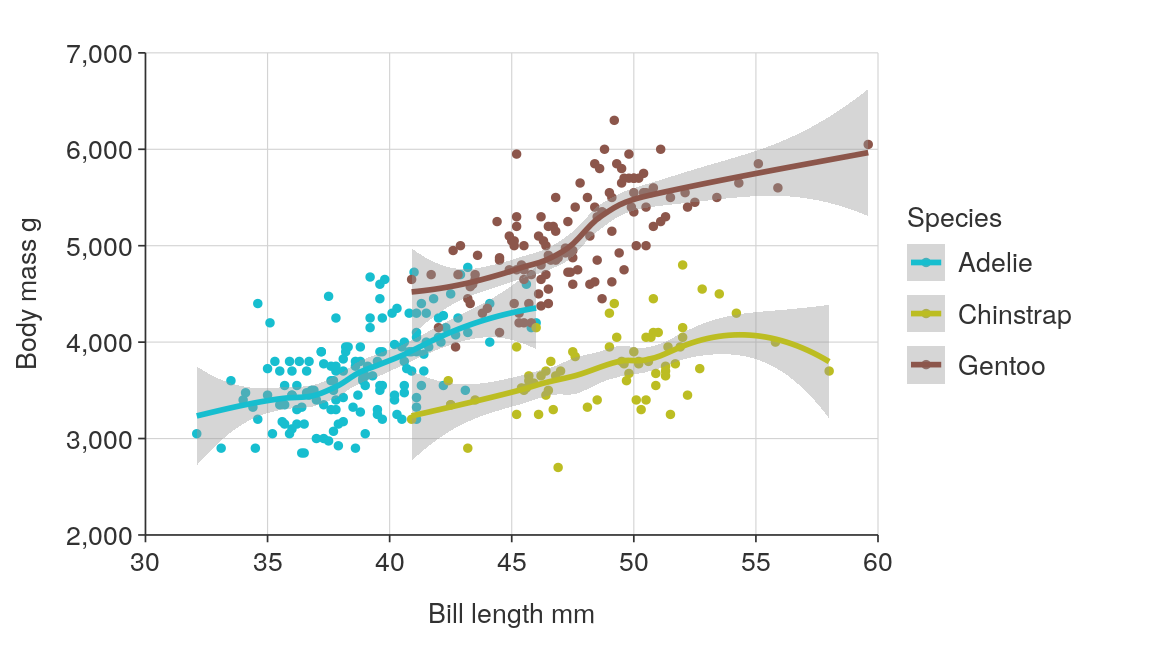 7,000
6,000
5,000
4,000
3,000
2,000
30 35 40 45 50 55 60
Body mass g
Bill length mm
Species
Adelie
Chinstrap
Gentoo